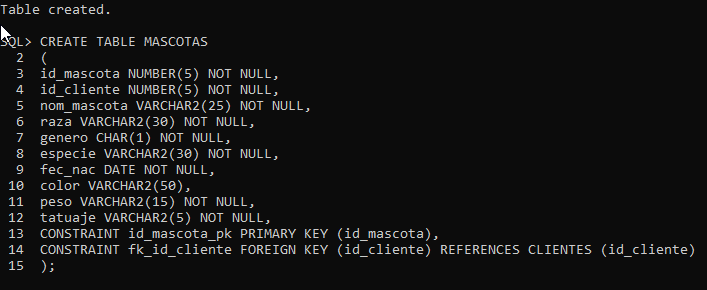 Table created.
SQL> CREATE TABLE MASCOTAS
2 (
3 id_mascota NUMBER(5) NOT NULL,
4 id_cliente NUMBER(5) NOT NULL,
5 nom_mascota VARCHAR2(25) NOT NULL,
6 raza VARCHAR2(30) NOT NULL,
7 genero CHAR(1) NOT NULL,
8 especie VARCHAR2(30) NOT NULL,
9 fec_nac DATE NOT NULL,
10 color VARCHAR2(50),
11 peso VARCHAR2(15) NOT NULL,
12 tatuaje VARCHAR2(5) NOT NULL,
13 CONSTRAINT id_mascota_pk PRIMARY KEY (id_mascota),
14 CONSTRAINT fk_id_cliente FOREIGN KEY (id_cliente) REFERENCES CLIENTES (id_cliente)
15 );